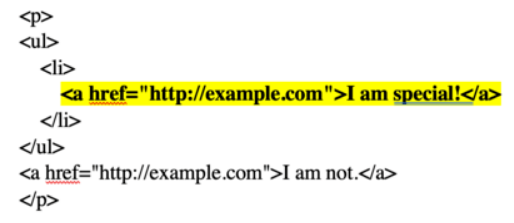 <p>
<ul>
<li>
<a href="http://example.com">I am special!</a>
</li>
</ul>
<a href="http://example.com">I am not.</a>
</p>